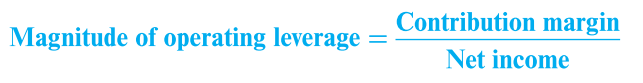 Magnitude of operating leverage = Contribution margin
Net income